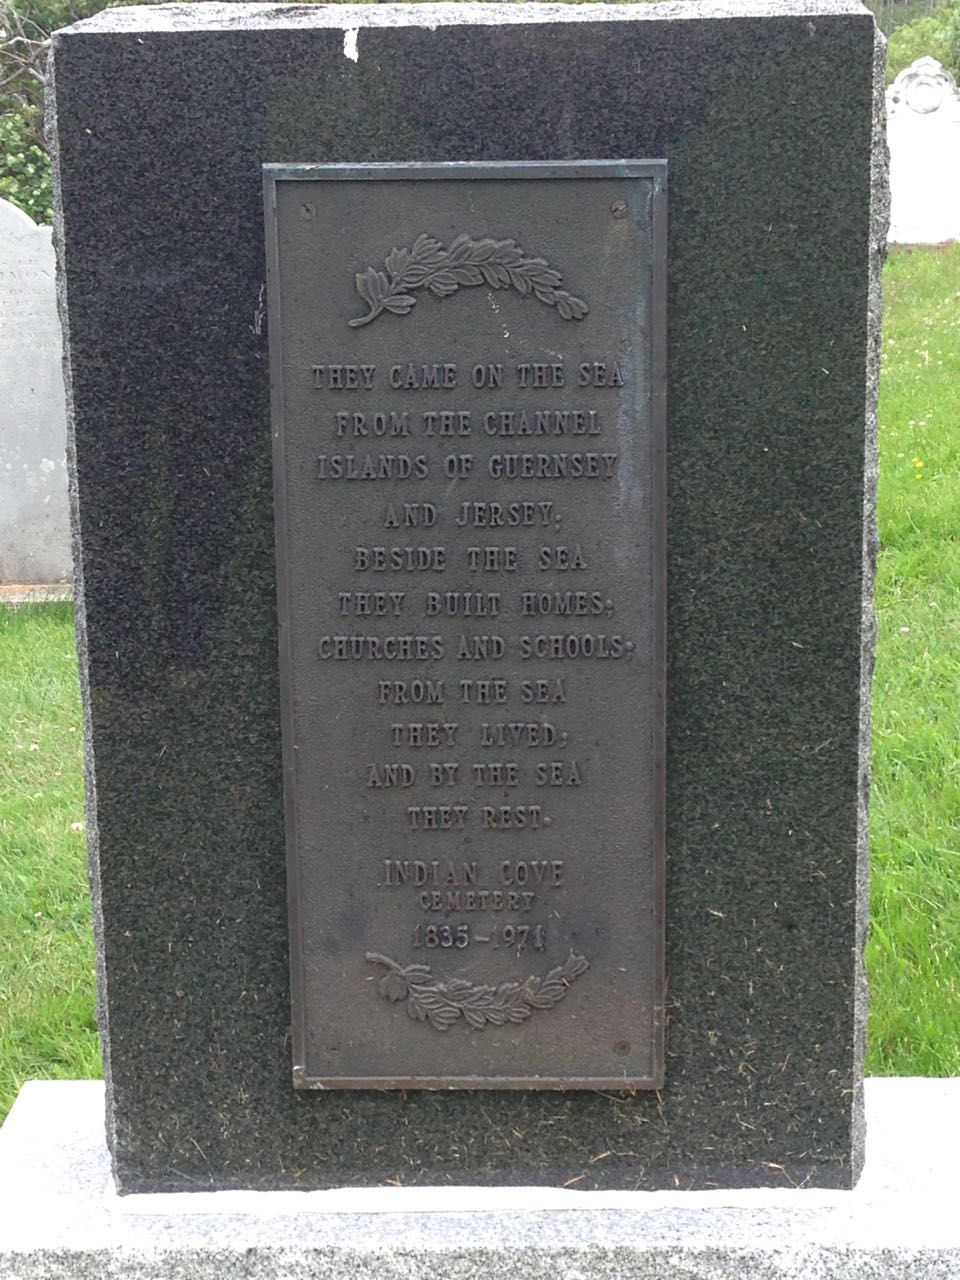 THEY CAME ON THE SEA
FROM THE CHANNEL
ISLANDS OF GUERNSEY
AND JERSEY;
BESIDE THE SEA
THEY BUILT HOMES;
CHURCHES AND SCHOOLS;
FROM THE SEA
THEY LIVED;
AND BY THE SEA
THEY REST.
INDIAN COVE
CEMETERY
1835-1971